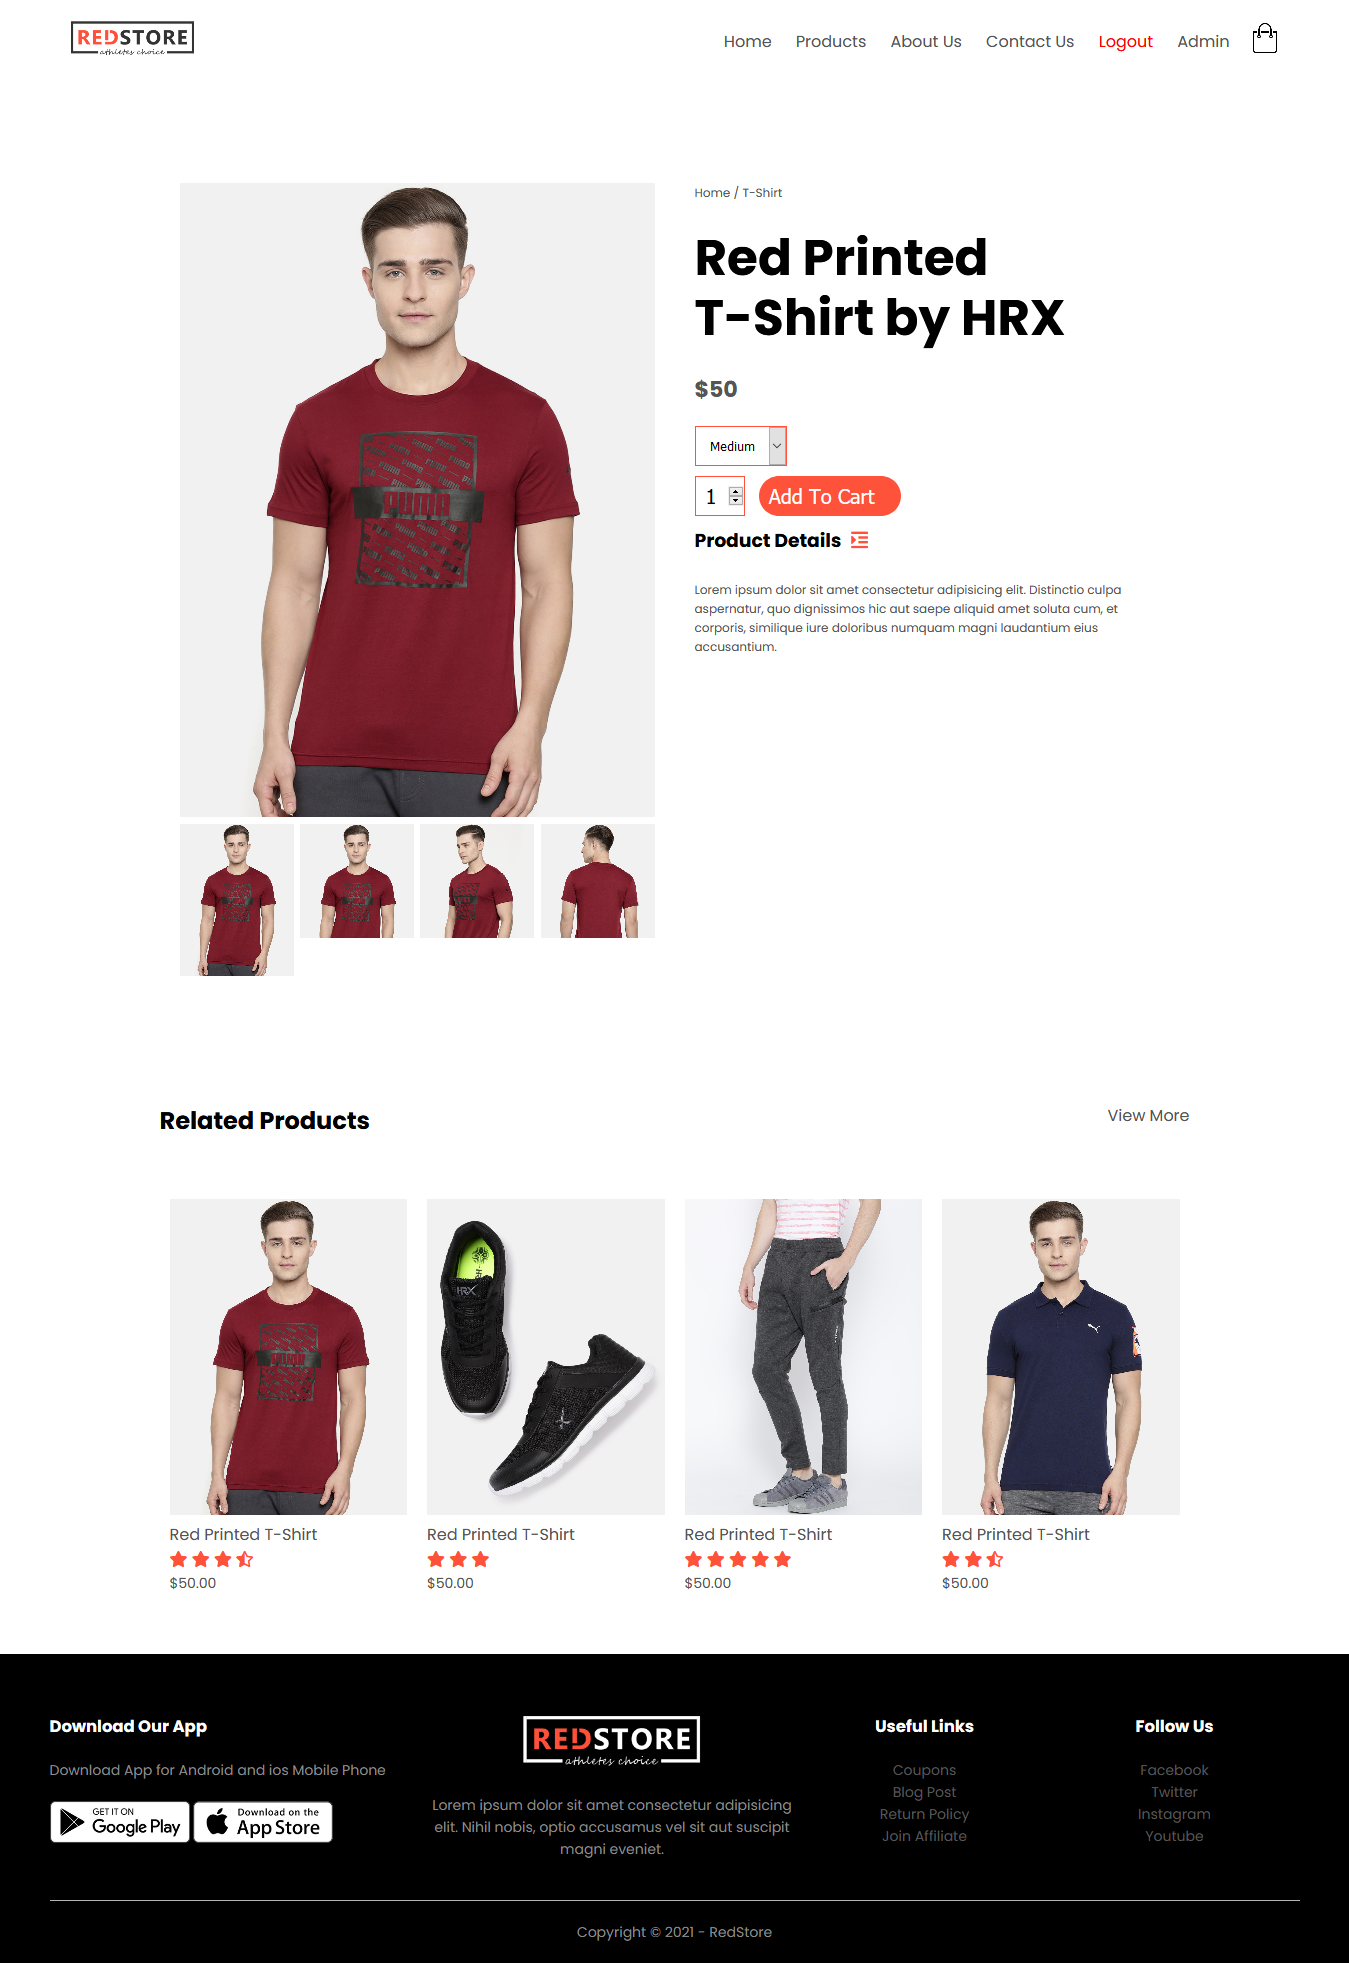 REDSTORE
athletes choice
Home Products About Us Contact Us Logout Admin
Home / T-Shirt
Red Printed
T-Shirt by HRX
$50
Medium
1 Add To Cart
Product Details
Lorem ipsum dolor sit amet consectetur adipisicing elit. Distinctio culpa
aspernatur, quo dignissimos hic aut saepe aliquid amet soluta cum, et
corporis, similique iure doloribus numquam magni laudantium eius
accusantium.
PUMA
Related Products
View More
HRX
Red Printed T-Shirt
$50.00
Red Printed T-Shirt
$50.00
Red Printed T-Shirt
$50.00
Red Printed T-Shirt
$50.00
Download Our App
Download App for Android and ios Mobile Phone
GET IT ON
Google Play
Download on the
App Store
REDSTORE
athletes choice
Lorem ipsum dolor sit amet consectetur adipisicing
elit. Nihil nobis, optio accusamus vel sit aut suscipit
magni eveniet.
Useful Links
Coupons
Blog Post
Return Policy
Join Affiliate
Follow Us
Facebook
Twitter
Instagram
Youtube
Copyright © 2021 - RedStore